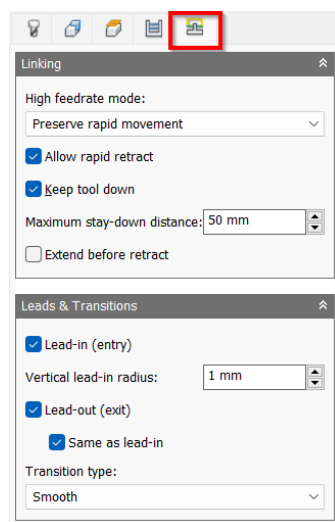 Linking
High feedrate mode:
Preserve rapid movement
Allow rapid retract
Keep tool down
Maximum stay-down distance: 50 mm
Extend before retract
Leads & Transitions
Lead-in (entry)
Vertical lead-in radius: 1 mm
Lead-out (exit)
Same as lead-in
Transition type:
Smooth